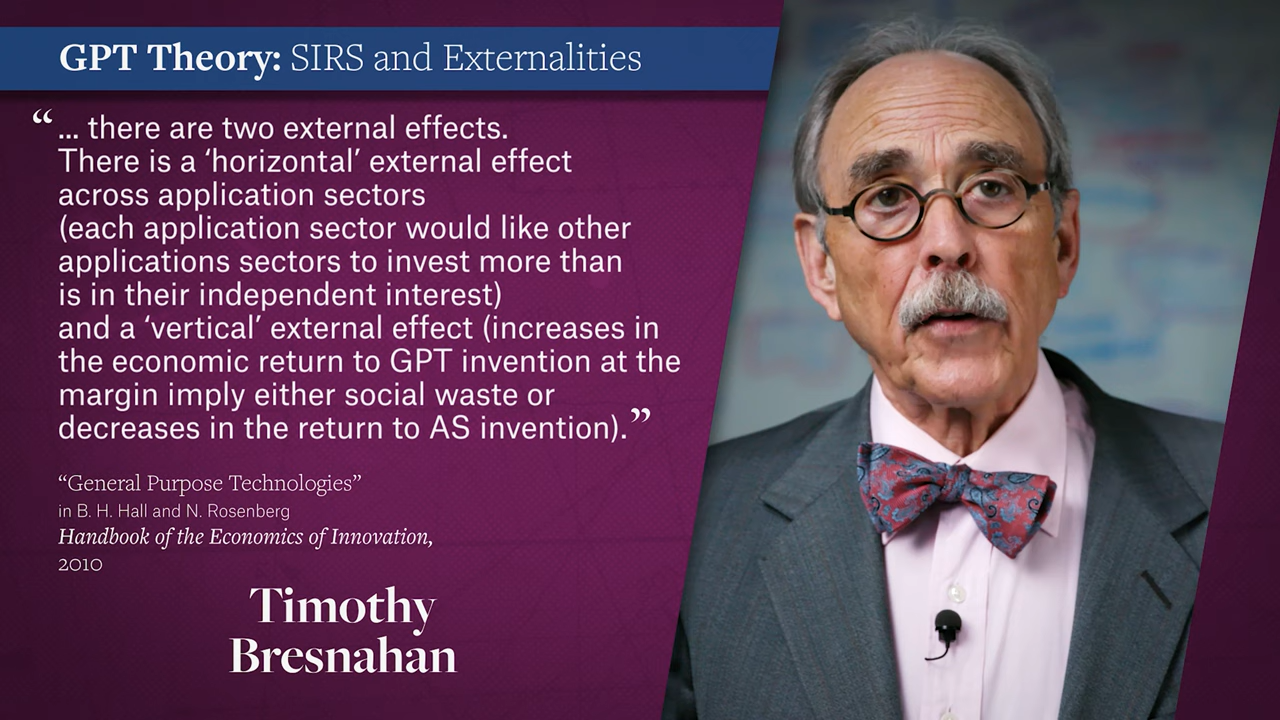 GPT Theory: SIRS and Externalities
“… there are two external effects.
There is a ‘horizontal’ external effect
across application sectors
(each application sector would like other
applications sectors to invest more than
is in their independent interest)
and a ‘vertical’ external effect (increases in
the economic return to GPT invention at the
margin imply either social waste or
decreases in the return to AS invention).”
“General Purpose Technologies”
in B. H. Hall and N. Rosenberg
Handbook of the Economics of Innovation,
2010
Timothy
Bresnahan